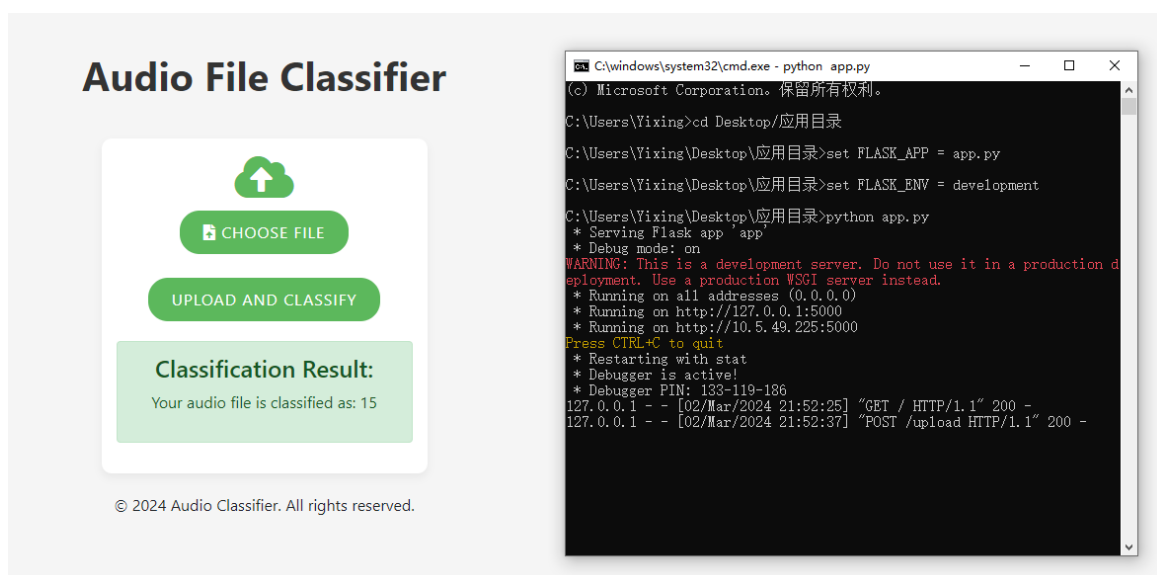 Audio File Classifier
CHOOSE FILE
UPLOAD AND CLASSIFY
Classification Result:
Your audio file is classified as: 15
© 2024 Audio Classifier. All rights reserved.
C:\windows\system32\cmd.exe - python  app.py
(c) Microsoft Corporation。保留所有权利。
C:\Users\Yixing>cd Desktop/应用目录
C:\Users\Yixing\Desktop\应用目录>set FLASK_APP = app.py
C:\Users\Yixing\Desktop\应用目录>set FLASK_ENV = development
C:\Users\Yixing\Desktop\应用目录>python app.py
 * Serving Flask app 'app'
 * Debug mode: on
WARNING: This is a development server. Do not use it in a production d
eployment. Use a production WSGI server instead.
 * Running on all addresses (0.0.0.0)
 * Running on http://127.0.0.1:5000
 * Running on http://10.5.49.225:5000
Press CTRL+C to quit
 * Restarting with stat
 * Debugger is active!
 * Debugger PIN: 133-119-186
127.0.0.1 - - [02/Mar/2024 21:52:25] "GET / HTTP/1.1" 200 -
127.0.0.1 - - [02/Mar/2024 21:52:37] "POST /upload HTTP/1.1" 200 -